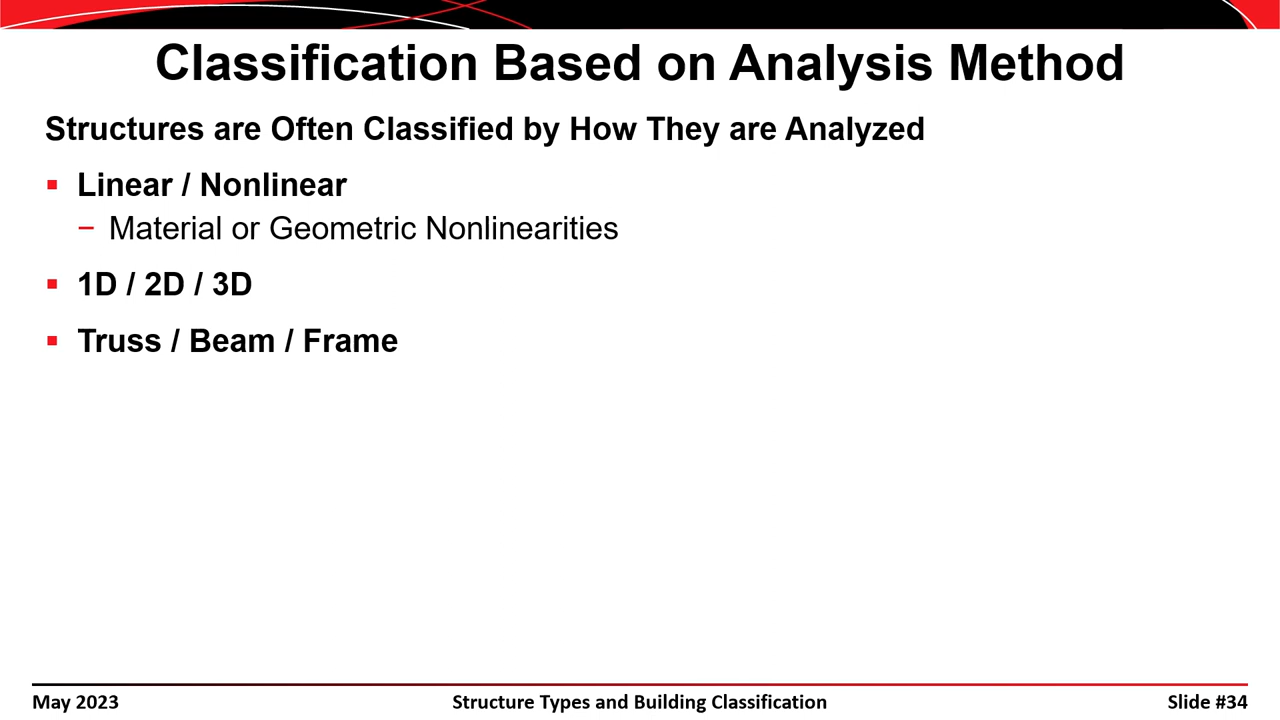 Classification Based on Analysis Method
Structures are Often Classified by How They are Analyzed
▪ Linear / Nonlinear
− Material or Geometric Nonlinearities
▪ 1D / 2D / 3D
▪ Truss / Beam / Frame
May 2023 Structure Types and Building Classification Slide #34